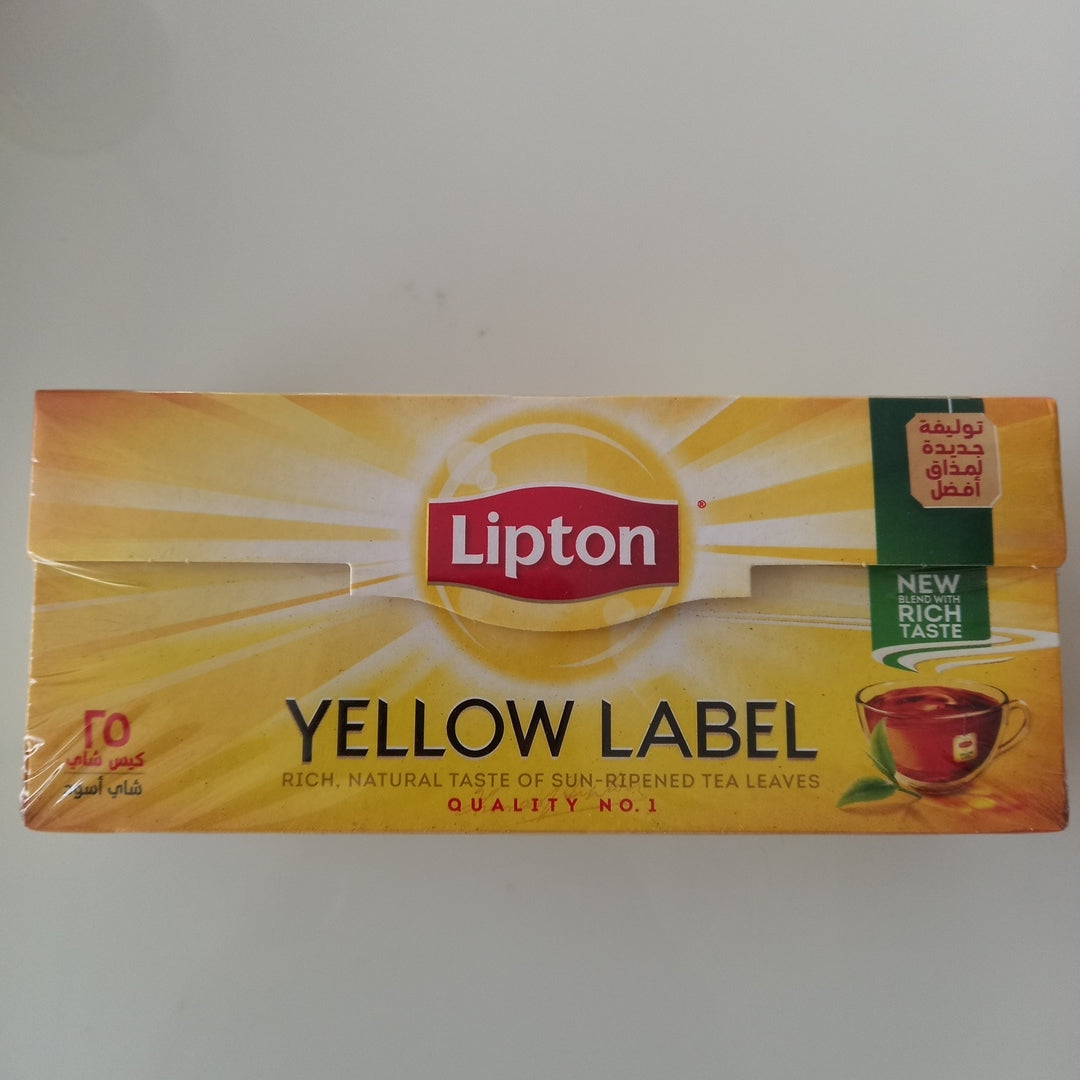 توليفة
جديدة
لمذاق
أفضل
Lipton
®
NEW
BLEND WITH
RICH
TASTE
YELLOW LABEL
RICH, NATURAL TASTE OF SUN-RIPENED TEA LEAVES
QUALITY NO.1
٢٥
كيس شاي
شاي أسود